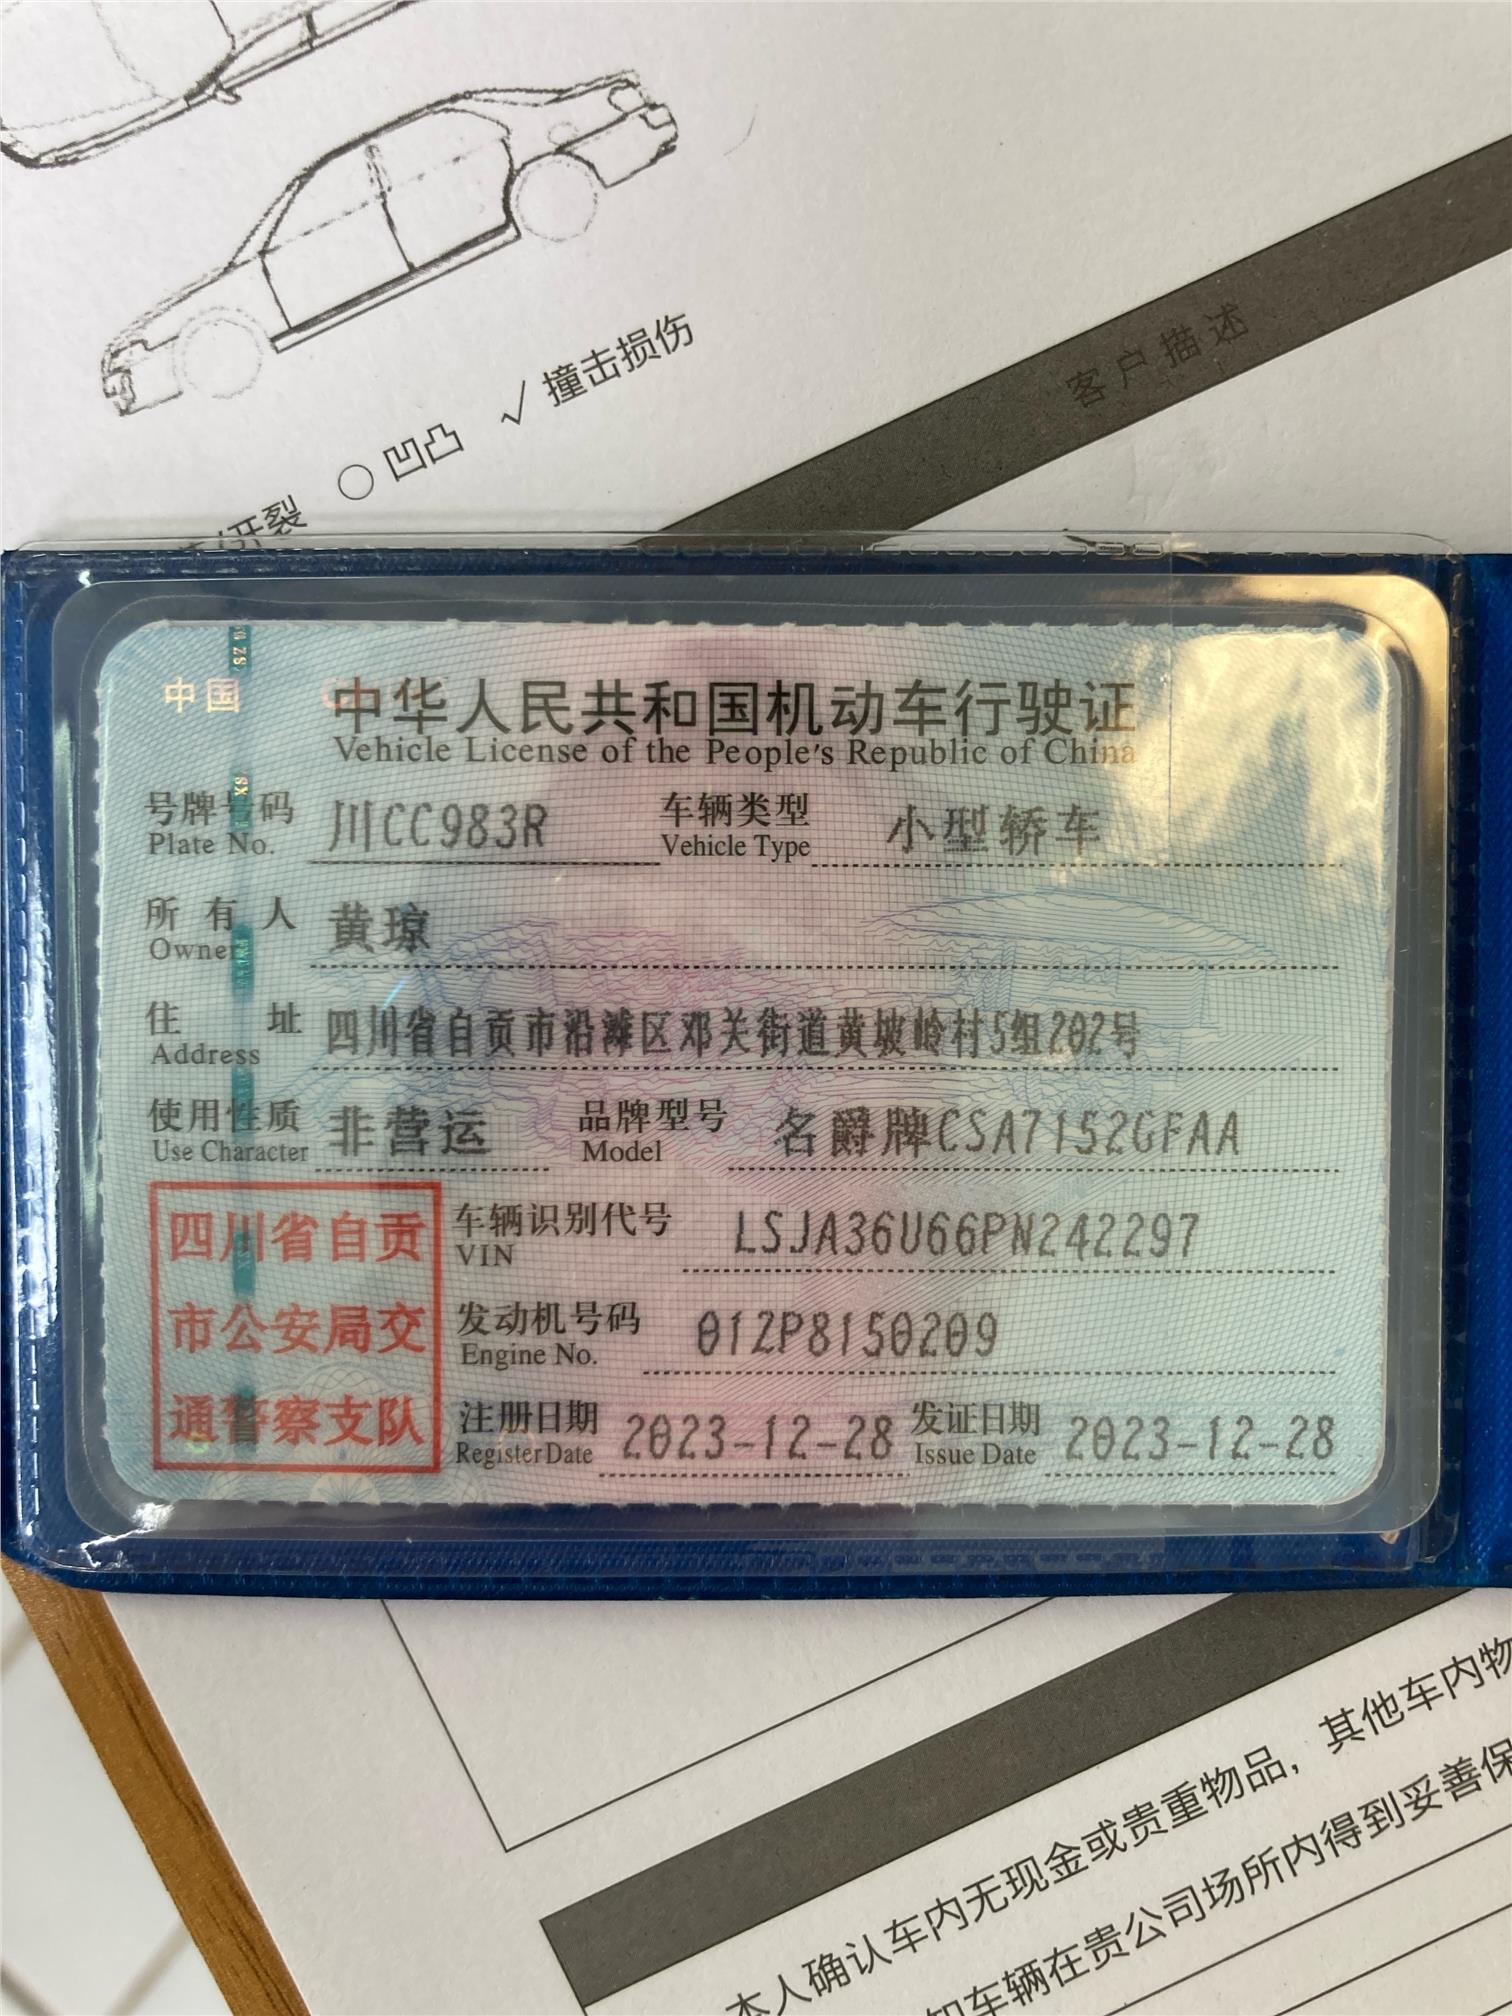 √ 撞击损伤
○ 凹凸
/开裂
客户描述
中国
中华人民共和国机动车行驶证
Vehicle License of the People's Republic of China
号牌号码 川CC983R 车辆类型 小型轿车
Plate No. Vehicle Type
所有人 黄琼
Owner
住址 四川省自贡市沿滩区邓关街道黄坡岭村5组202号
Address
使用性质 非营运 品牌型号 名爵牌CSA7152GFAA
Use Character Model
四川省自贡
市公安局交
通警察支队
车辆识别代号 LSJA36U66PN242297
VIN
发动机号码 012P8150209
Engine No.
注册日期 2023-12-28 发证日期 2023-12-28
Register Date Issue Date
本人确认车内无现金或贵重物品，其他车内物
如车辆在贵公司场所内得到妥善保